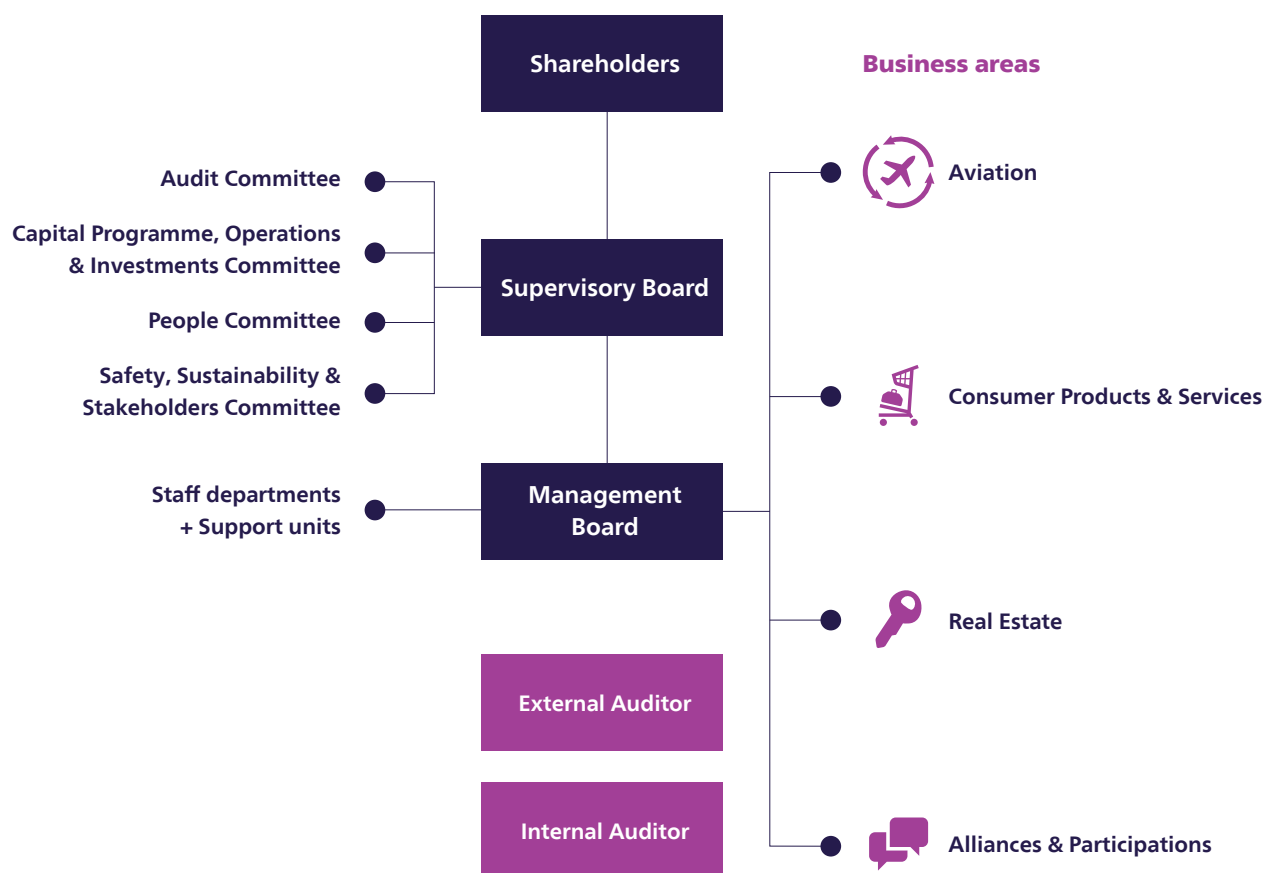 Shareholders
Audit Committee
Capital Programme, Operations
& Investments Committee
People Committee
Safety, Sustainability &
Stakeholders Committee
Supervisory Board
Staff departments
+ Support units
Management
Board
External Auditor
Internal Auditor
Business areas
Aviation
Consumer Products & Services
Real Estate
Alliances & Participations